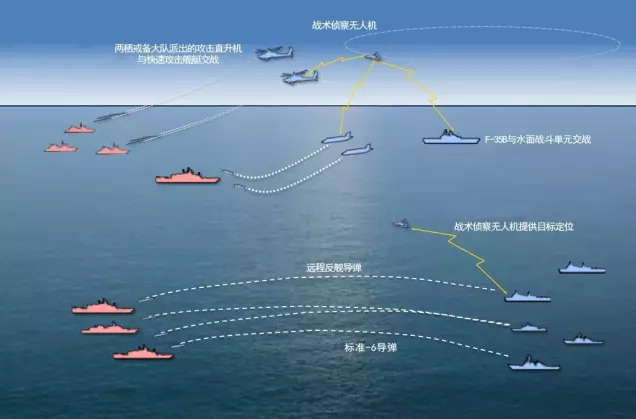 战术侦察无人机
两栖戒备大队派出的攻击直升机
与快速攻击舰艇交战
F-35B与水面战斗单元交战
战术侦察无人机提供目标定位
远程反舰导弹
标准-6导弹